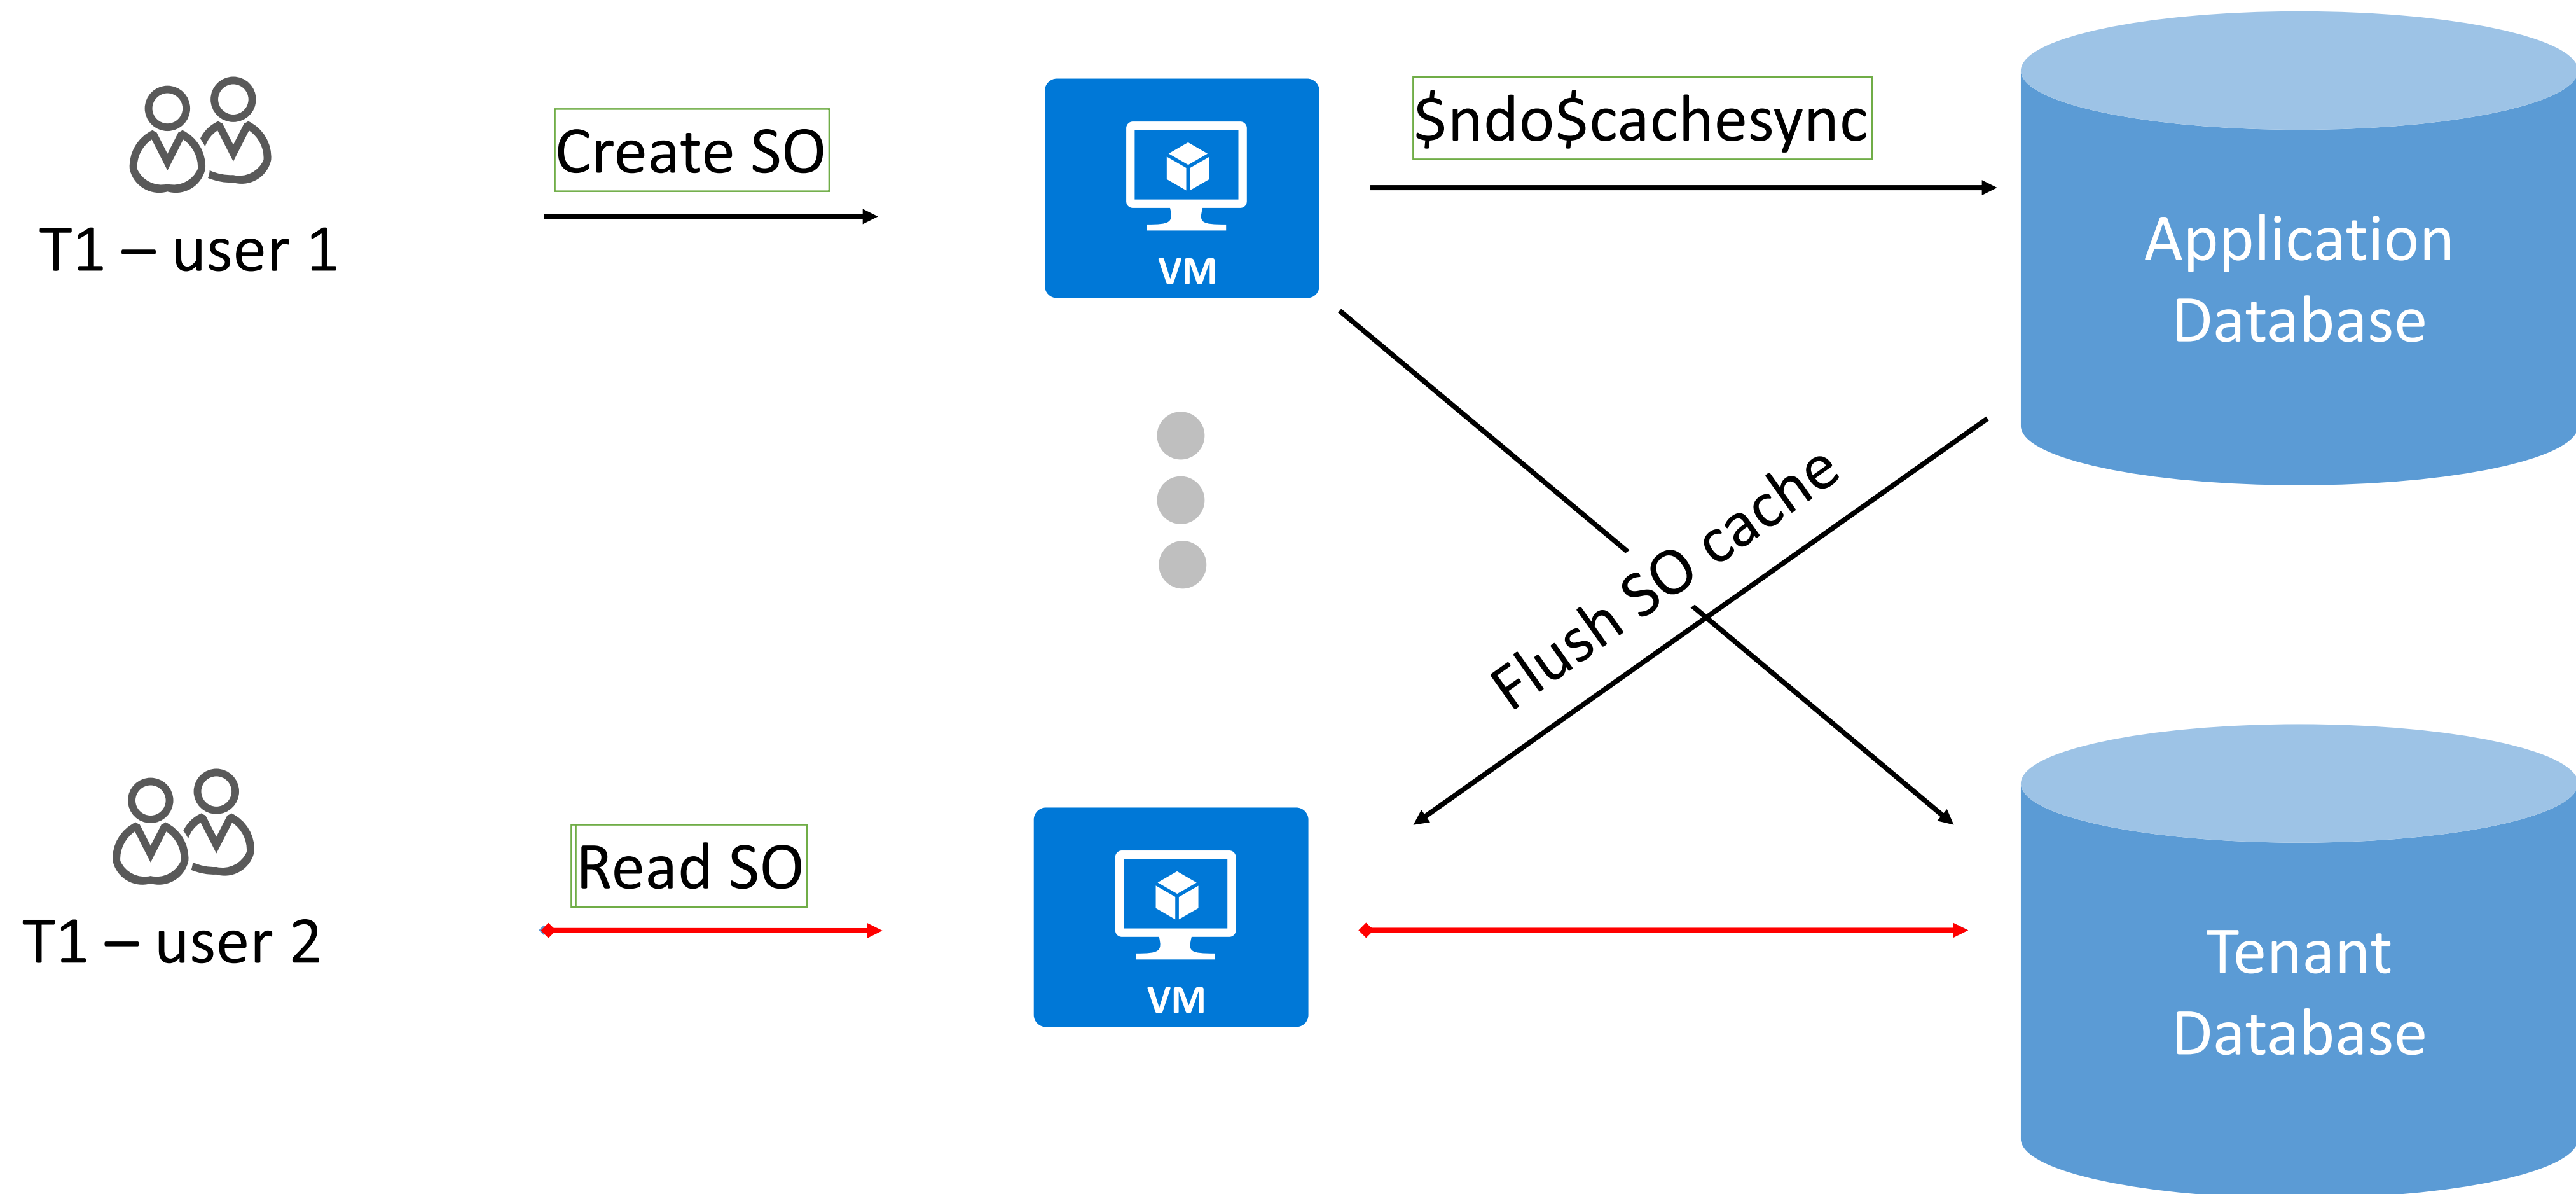 Create SO
$ndo$cachesync
T1 – user 1
VM
Application
Database
Flush SO cache
Read SO
T1 – user 2
VM
Tenant
Database